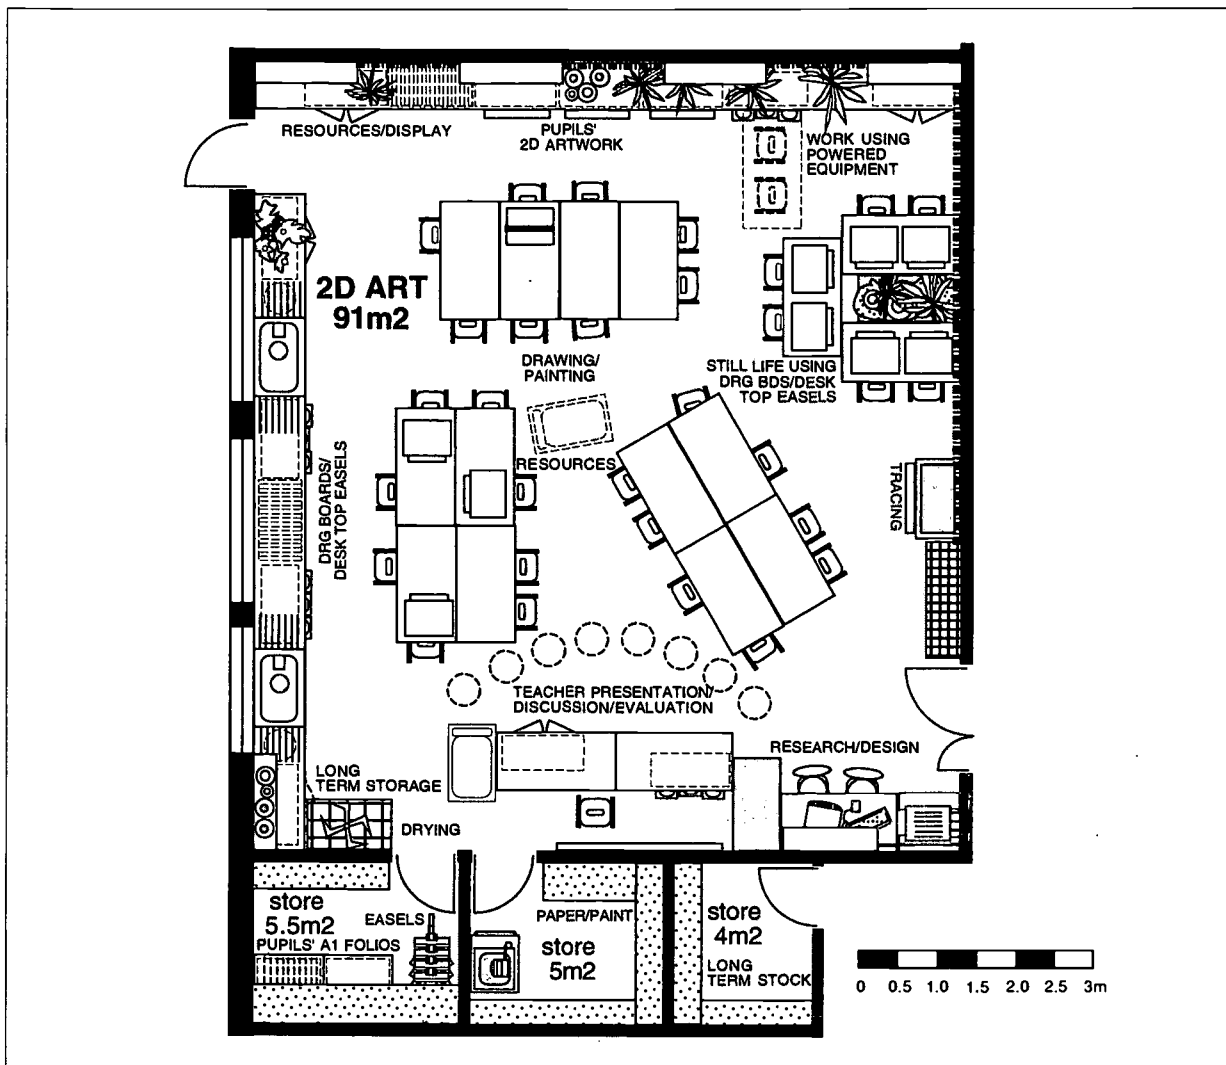 RESOURCES/DISPLAY
PUPILS'
2D ARTWORK
WORK USING
POWERED
EQUIPMENT
2D ART
91m2
DRAWING/
PAINTING
STILL LIFE USING
DRG BDS/DESK
TOP EASELS
RESOURCES
DRG BOARDS/
DESK TOP EASELS
TRACING
TEACHER PRESENTATION/
DISCUSSION/EVALUATION
RESEARCH/DESIGN
LONG
TERM STORAGE
DRYING
store
5.5m2
EASELS
PUPILS' A1 FOLIOS
PAPER/PAINT
store
5m2
store
4m2
LONG
TERM STOCK
0 0.5 1.0 1.5 2.0 2.5 3m